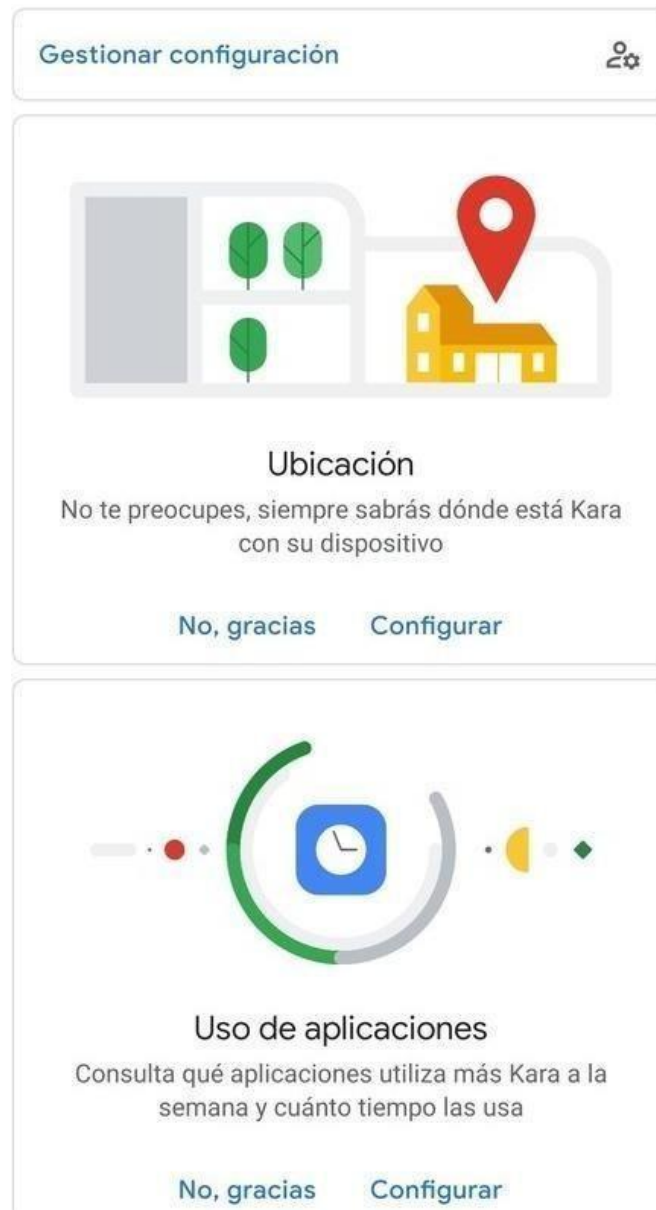 Gestionar configuración
Ubicación
No te preocupes, siempre sabrás dónde está Kara
con su dispositivo
No, gracias Configurar
Uso de aplicaciones
Consulta qué aplicaciones utiliza más Kara a la
semana y cuánto tiempo las usa
No, gracias Configurar